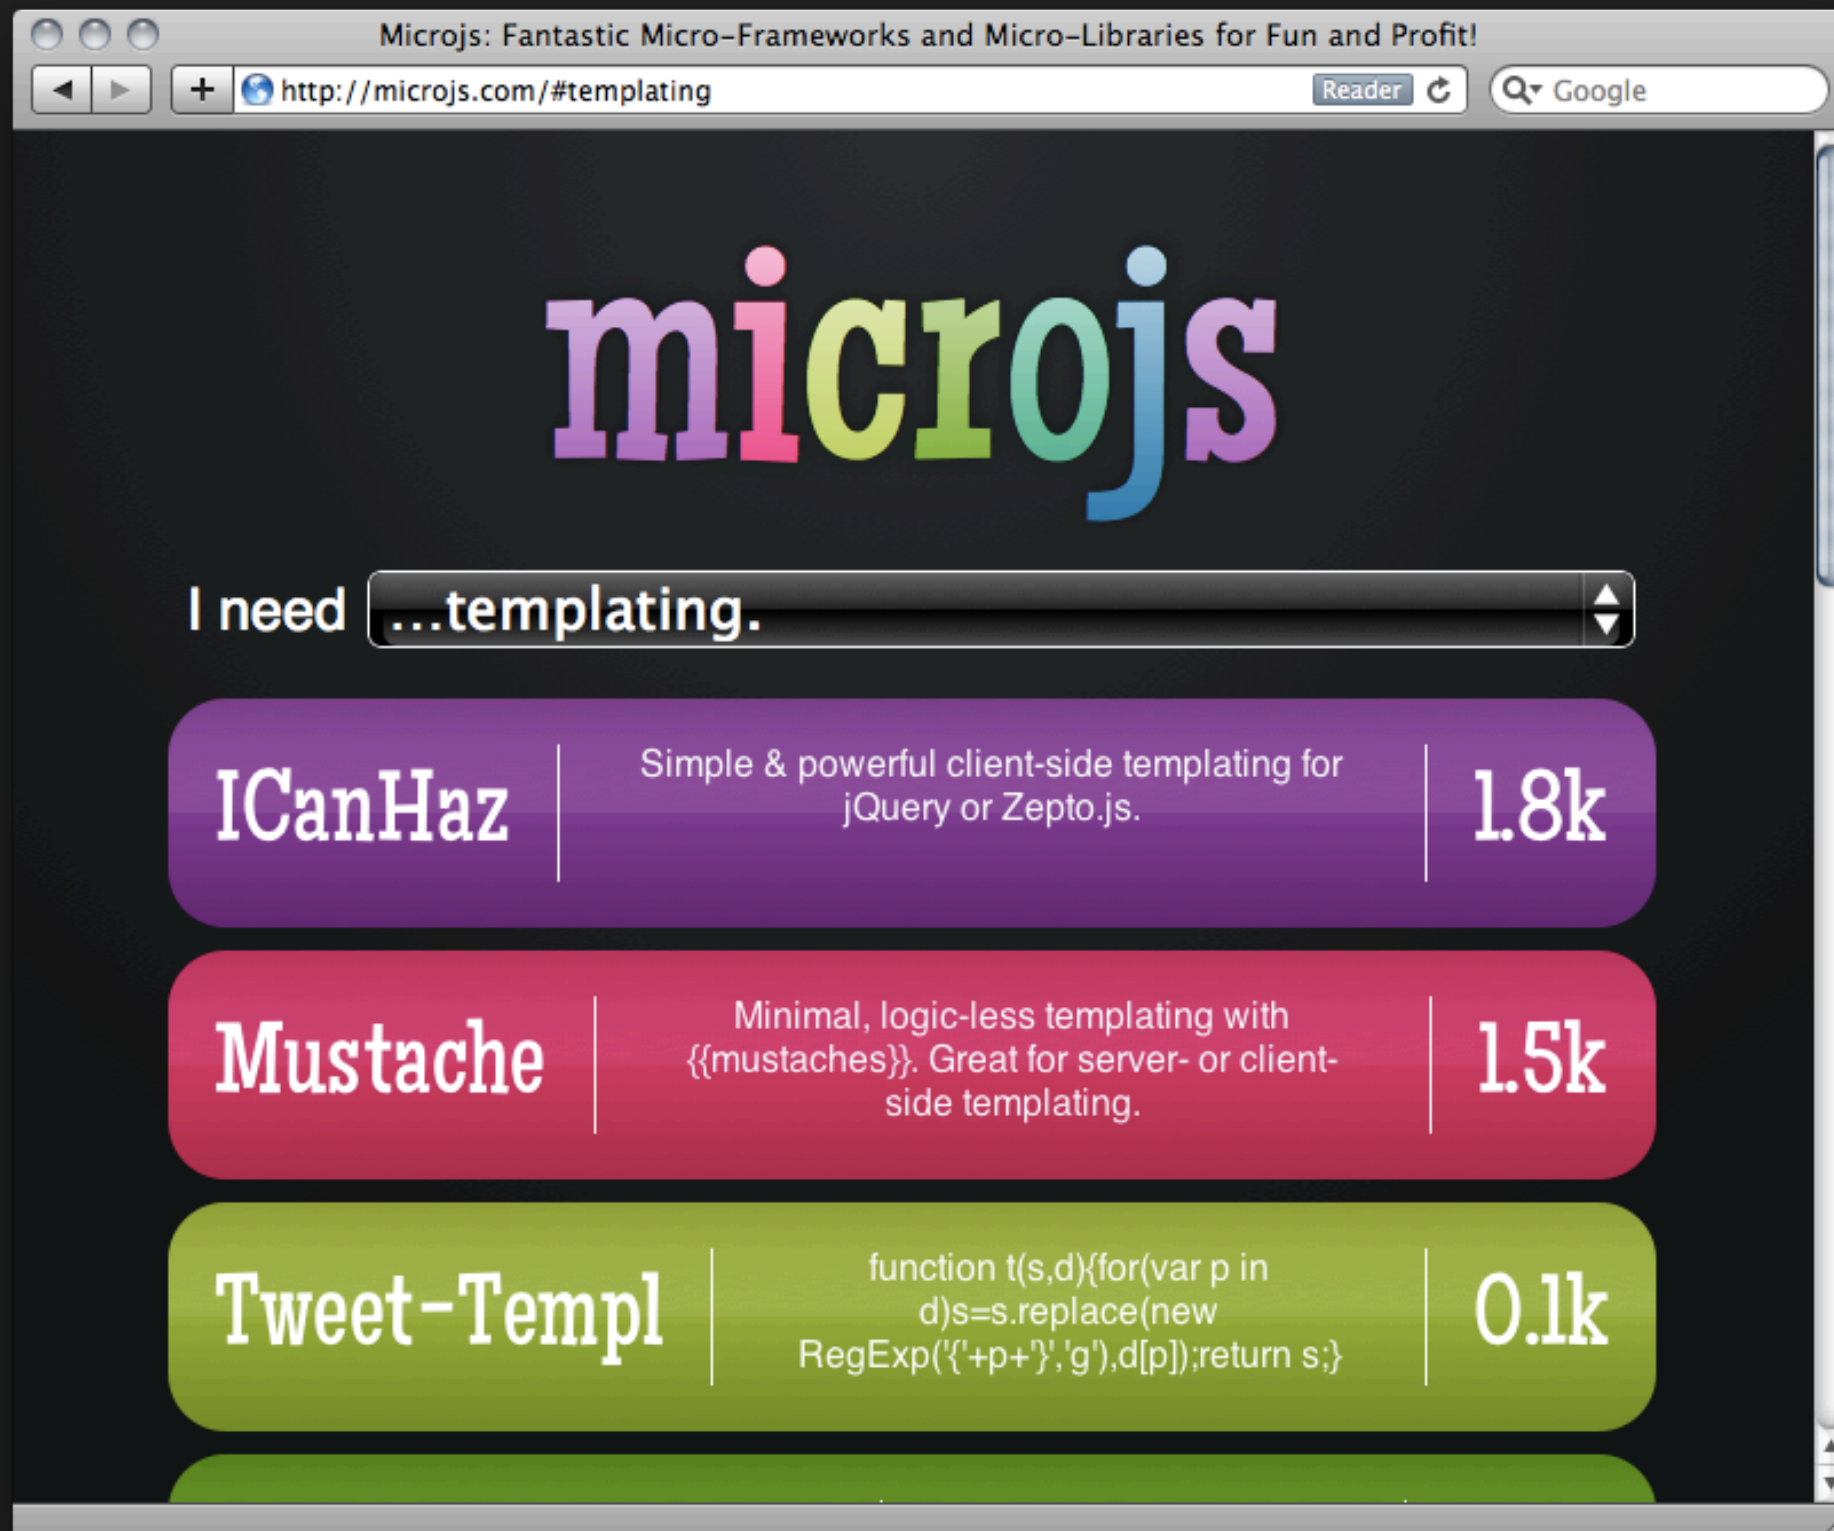 Microjs: Fantastic Micro-Frameworks and Micro-Libraries for Fun and Profit!
http://microjs.com/#templating
Reader
Google
microjs
I need
...templating.
ICanHaz
Simple & powerful client-side templating for
jQuery or Zepto.js.
1.8k
Mustache
Minimal, logic-less templating with
{{mustaches}}. Great for server- or client-
side templating.
1.5k
Tweet-Templ
function t(s,d){for(var p in
d)s=s.replace(new
RegExp('{'+p+'}','g'),d[p]);return s;}
0.1k